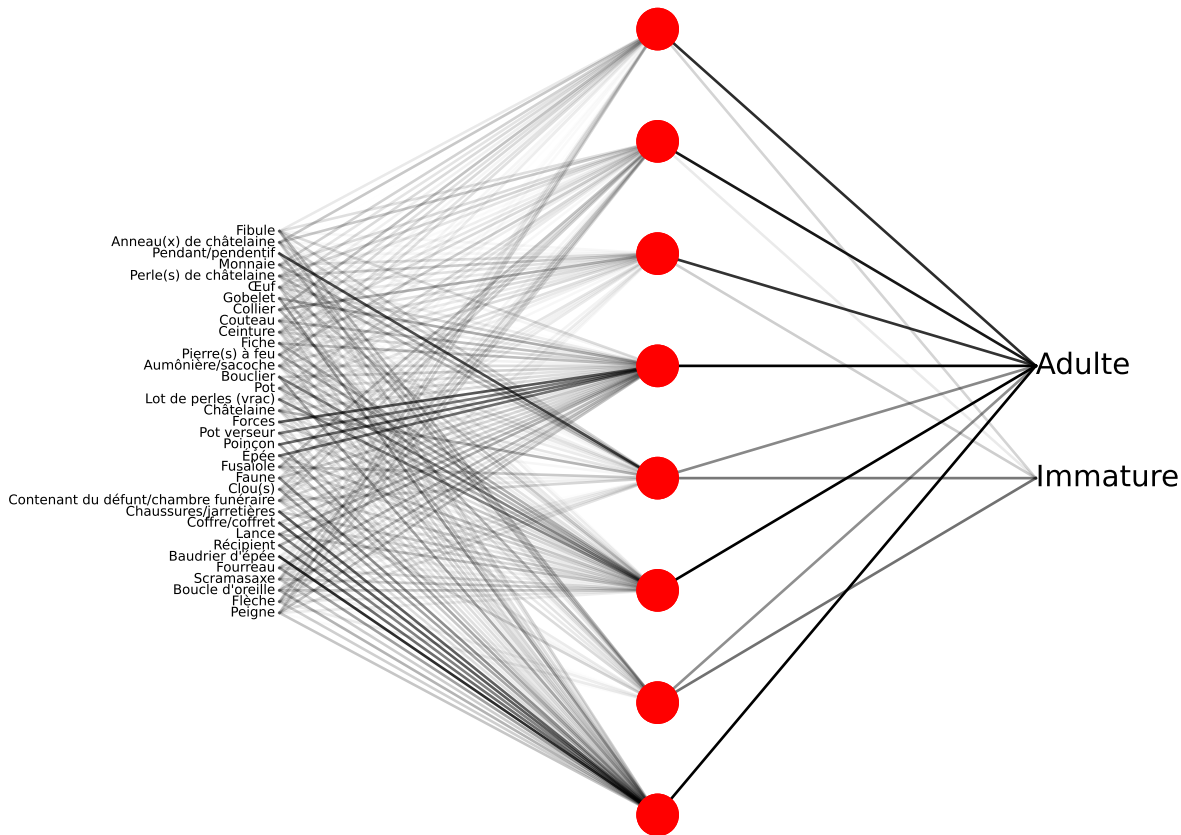 Fibule
Anneau(x) de châtelaine
Pendant/pendentif
Monnaie
Perle(s) de châtelaine
Œuf
Gobelet
Collier
Couteau
Ceinture
Fiche
Pierre(s) à feu
Aumônière/sacoche
Bouclier
Pot
Lot de perles (vrac)
Châtelaine
Forces
Pot verseur
Poinçon
Épée
Fusaïole
Faune
Clou(s)
Contenant du défunt/chambre funéraire
Chaussures/jarretières
Coffre/coffret
Lance
Récipient
Baudrier d'épée
Fourreau
Scramasaxe
Boucle d'oreille
Flèche
Peigne
Adulte
Immature